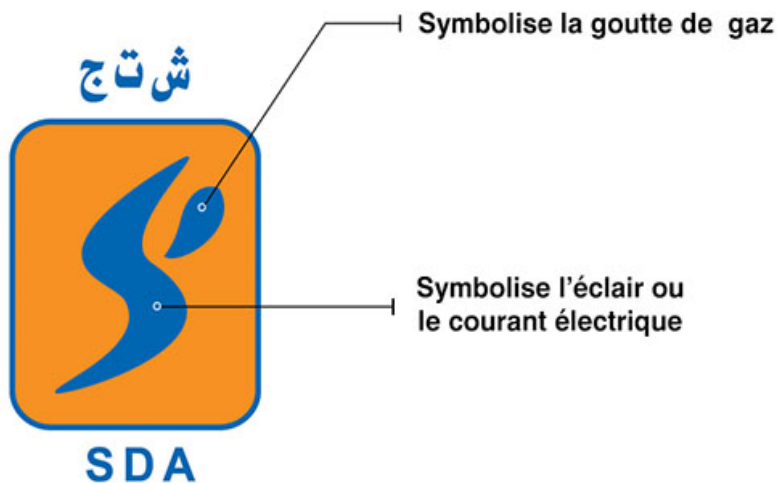 Symbolise la goutte de gaz
ش ت ج
Symbolise l'éclair ou
le courant électrique
SDA